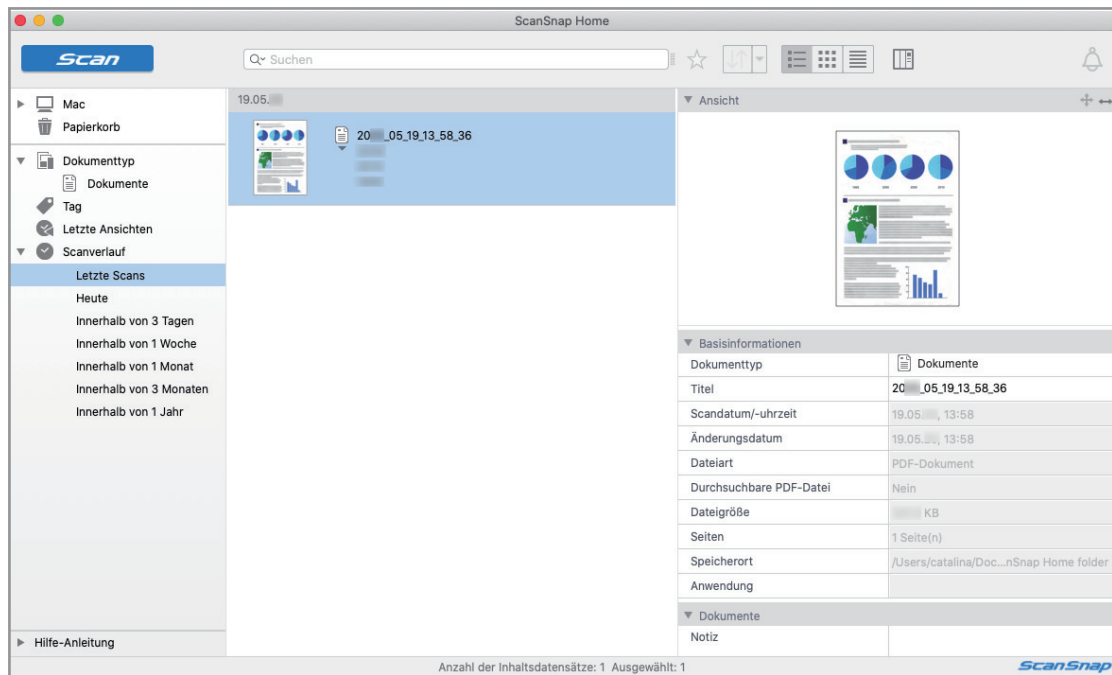 ScanSnap Home
Scan
Suchen
Mac
Papierkorb
Dokumenttyp
Dokumente
Tag
Letzte Ansichten
Scanverlauf
Letzte Scans
Heute
Innerhalb von 3 Tagen
Innerhalb von 1 Woche
Innerhalb von 1 Monat
Innerhalb von 3 Monaten
Innerhalb von 1 Jahr
Hilfe-Anleitung
19.05.
20 _05_19_13_58_36
Ansicht
Basisinformationen
Dokumenttyp Dokumente
Titel 20 _05_19_13_58_36
Scandatum/-uhrzeit 19.05. , 13:58
Änderungsdatum 19.05. , 13:58
Dateiart PDF-Dokument
Durchsuchbare PDF-Datei Nein
Dateigröße KB
Seiten 1 Seite(n)
Speicherort /Users/catalina/Doc...nSnap Home folder
Anwendung
Dokumente
Notiz
Anzahl der Inhaltsdatensätze: 1 Ausgewählt: 1
ScanSnap